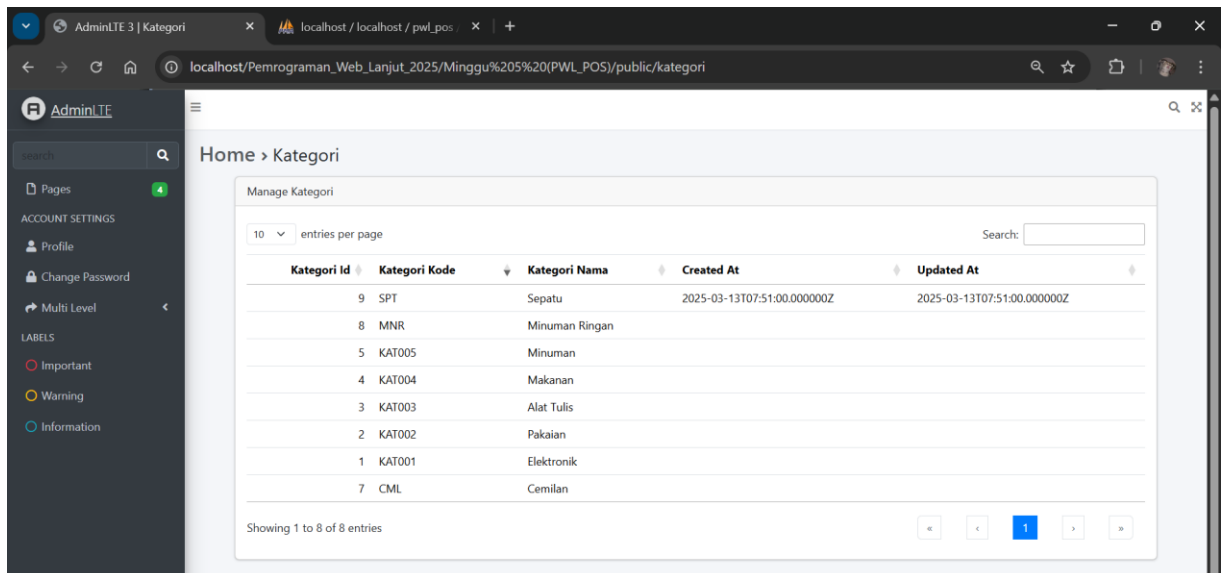 AdminLTE 3 | Kategori
localhost / localhost / pwl_pos /
localhost/Pemrograman_Web_Lanjut_2025/Minggu%205%20(PWL_POS)/public/kategori
AdminLTE
search
Pages 4
ACCOUNT SETTINGS
Profile
Change Password
Multi Level
LABELS
Important
Warning
Information
Home › Kategori
Manage Kategori
10 entries per page Search:
Kategori Id Kategori Kode Kategori Nama Created At Updated At
9 SPT Sepatu 2025-03-13T07:51:00.000000Z 2025-03-13T07:51:00.000000Z
8 MNR Minuman Ringan
5 KAT005 Minuman
4 KAT004 Makanan
3 KAT003 Alat Tulis
2 KAT002 Pakaian
1 KAT001 Elektronik
7 CML Cemilan
Showing 1 to 8 of 8 entries « ‹ 1 › »